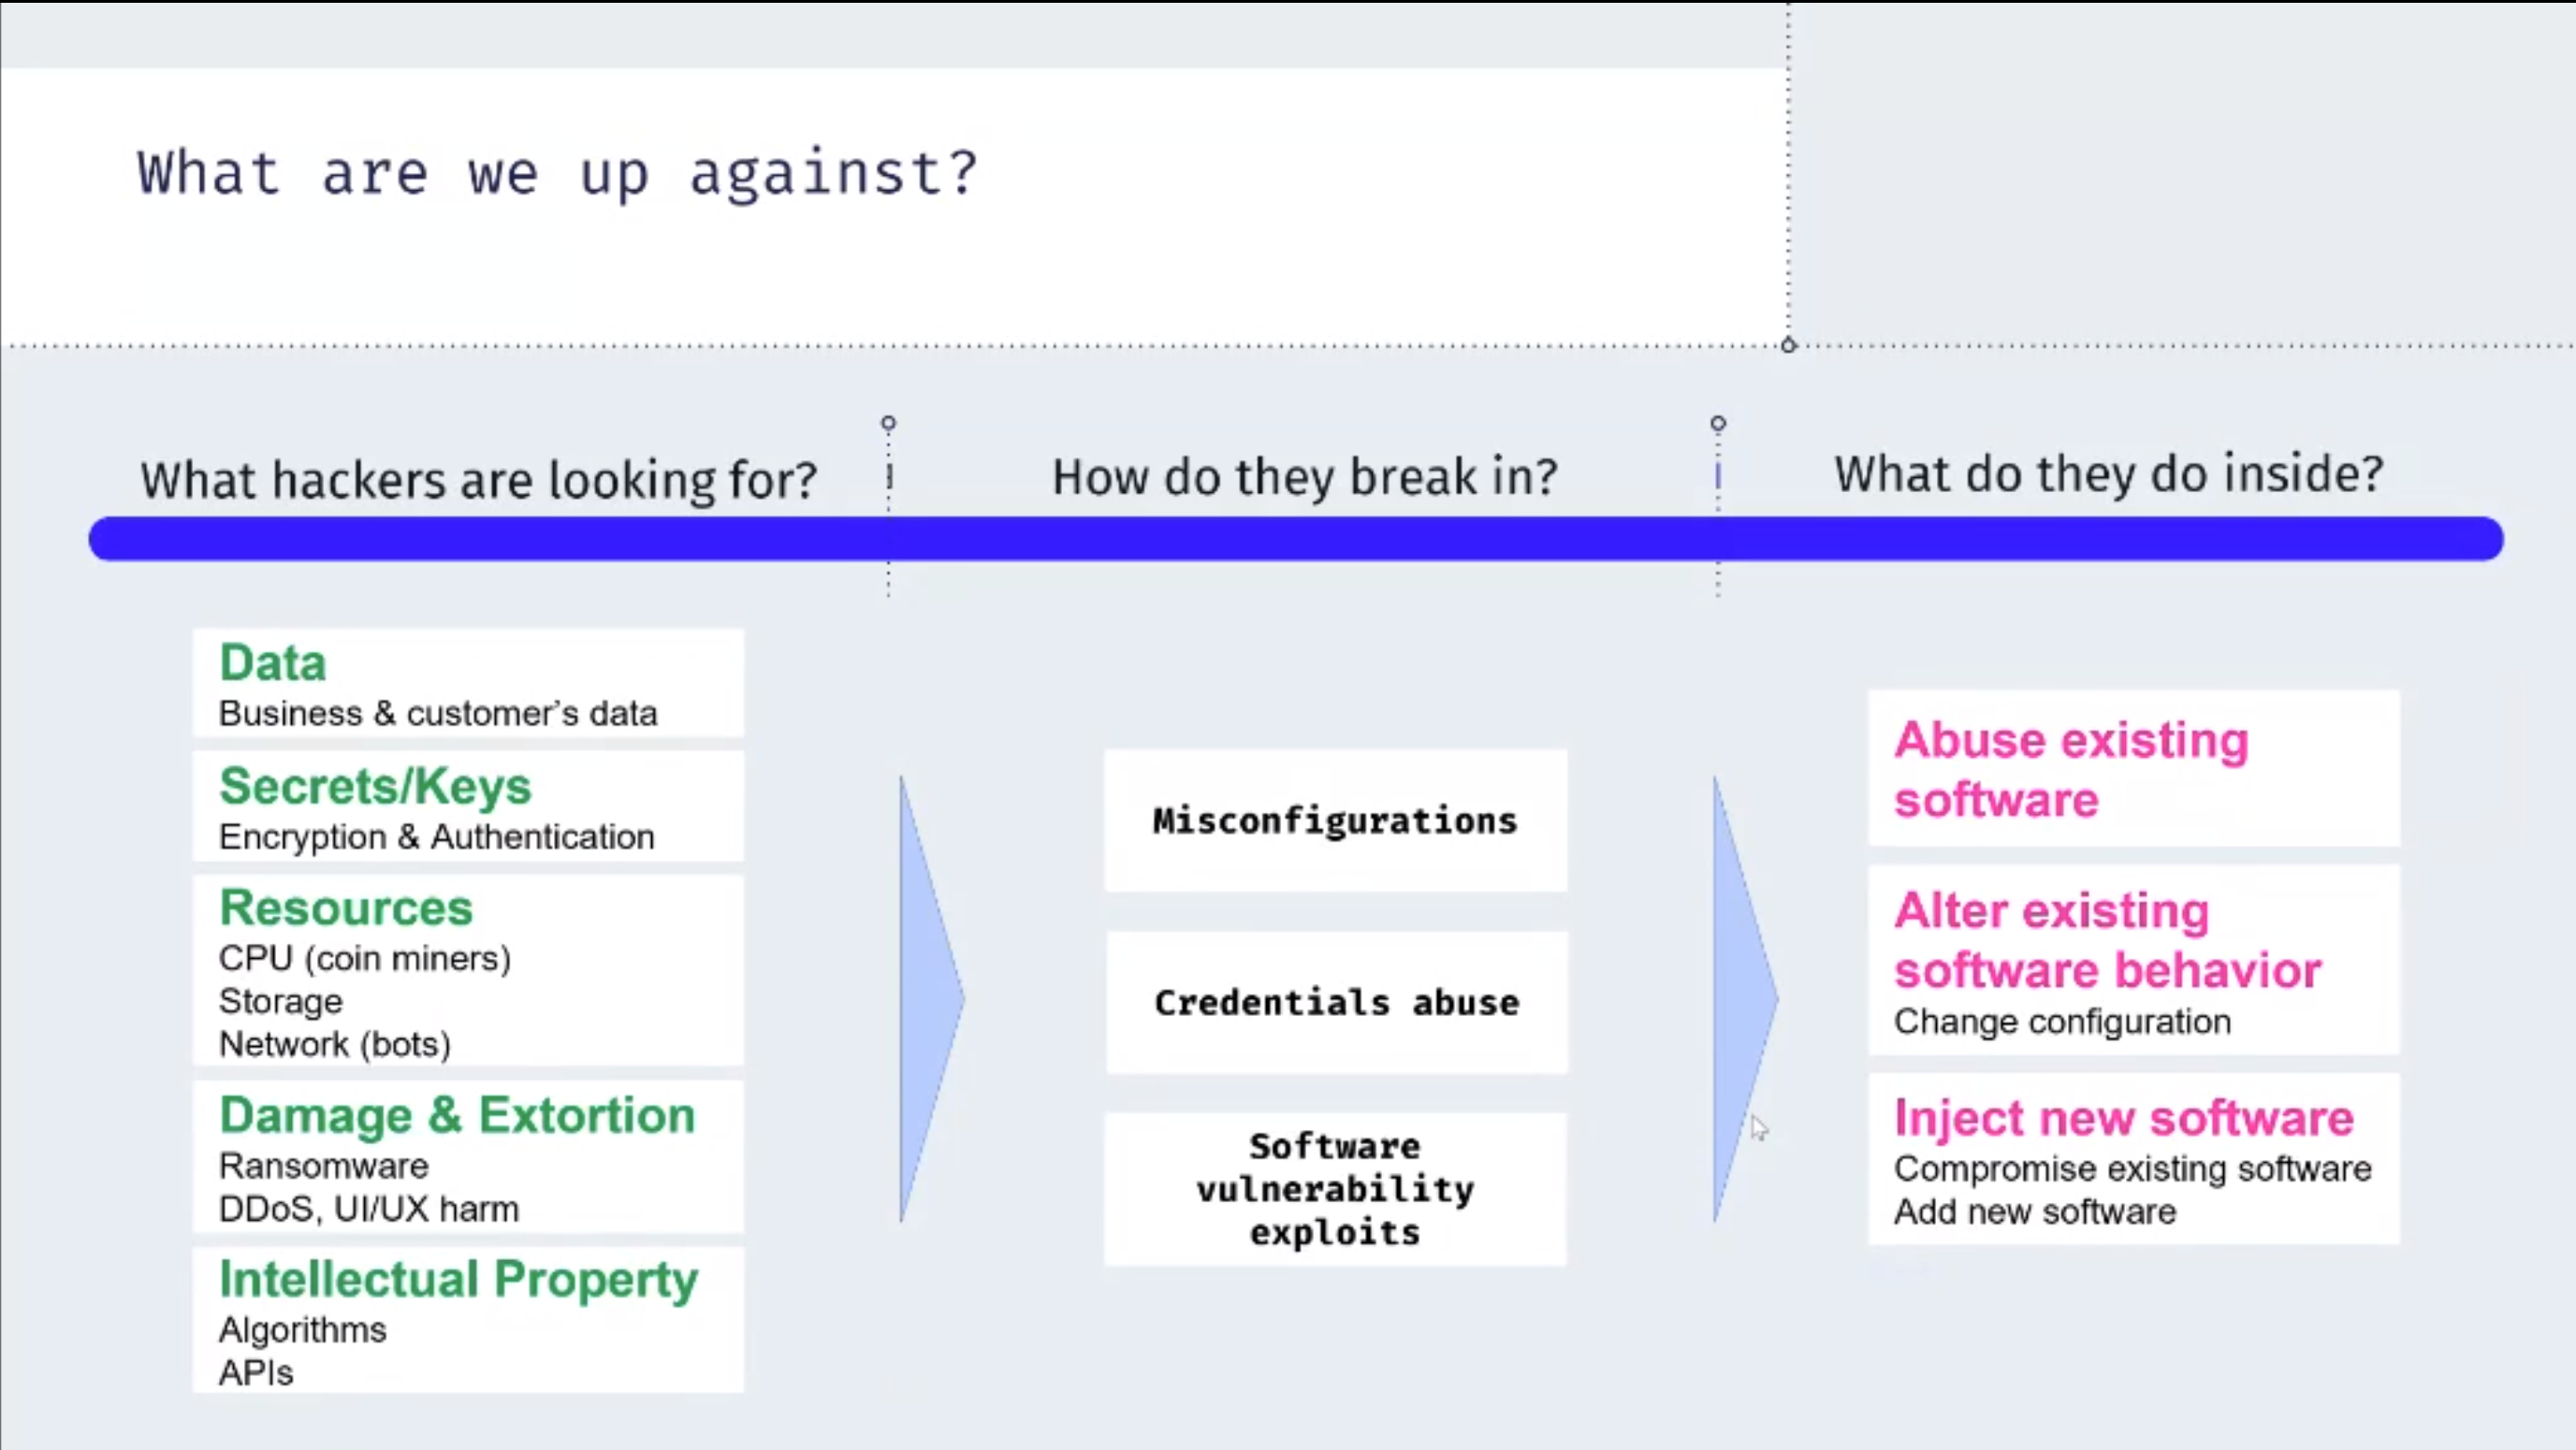 What are we up against?
What hackers are looking for?
How do they break in?
What do they do inside?
Data
Business & customer’s data
Secrets/Keys
Encryption & Authentication
Resources
CPU (coin miners)
Storage
Network (bots)
Damage & Extortion
Ransomware
DDoS, UI/UX harm
Intellectual Property
Algorithms
APIs
Misconfigurations
Credentials abuse
Software
vulnerability
exploits
Abuse existing
software
Alter existing
software behavior
Change configuration
Inject new software
Compromise existing software
Add new software